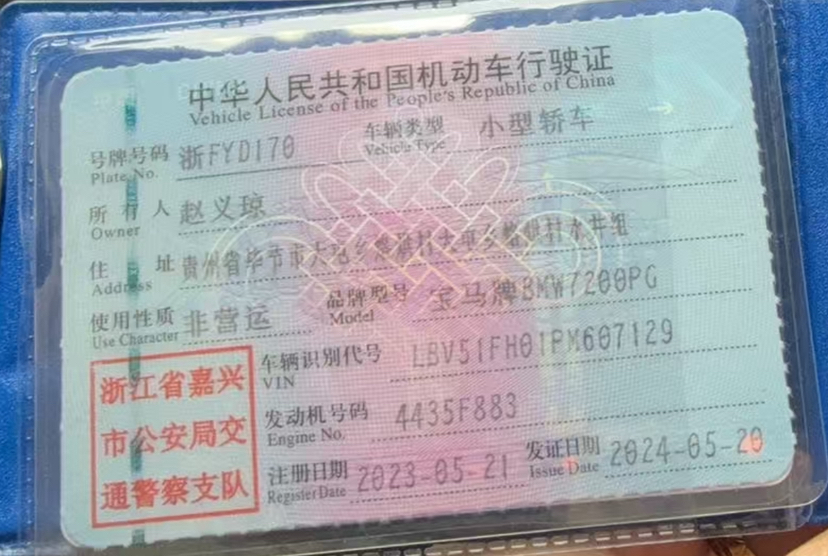 中华人民共和国机动车行驶证
Vehicle License of the People's Republic of China
号牌号码 浙FYD170 车辆类型 小型轿车
Plate No. Vehicle Type
所有人 赵义琼
Owner
住址 贵州省毕节市大屯乡
Address
使用性质 非营运 品牌型号 宝马牌BMW7200PG
Use Character Model
浙江省嘉兴
市公安局交
通警察支队
车辆识别代号 LBV51FH01PM607129
VIN
发动机号码 4435F883
Engine No.
注册日期 2023-05-21 发证日期 2024-05-20
Register Date Issue Date